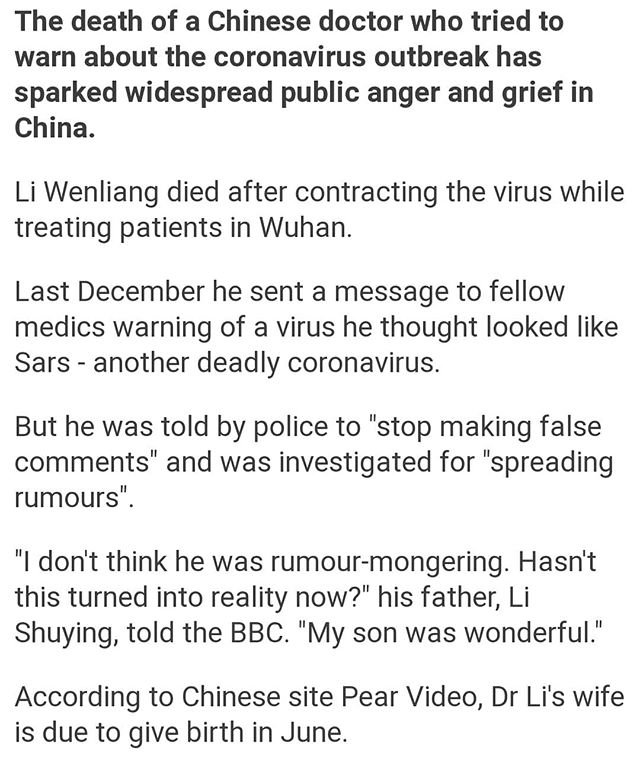 The death of a Chinese doctor who tried to
warn about the coronavirus outbreak has
sparked widespread public anger and grief in
China.
Li Wenliang died after contracting the virus while
treating patients in Wuhan.
Last December he sent a message to fellow
medics warning of a virus he thought looked like
Sars - another deadly coronavirus.
But he was told by police to "stop making false
comments" and was investigated for "spreading
rumours".
"I don't think he was rumour-mongering. Hasn't
this turned into reality now?" his father, Li
Shuying, told the BBC. "My son was wonderful."
According to Chinese site Pear Video, Dr Li's wife
is due to give birth in June.